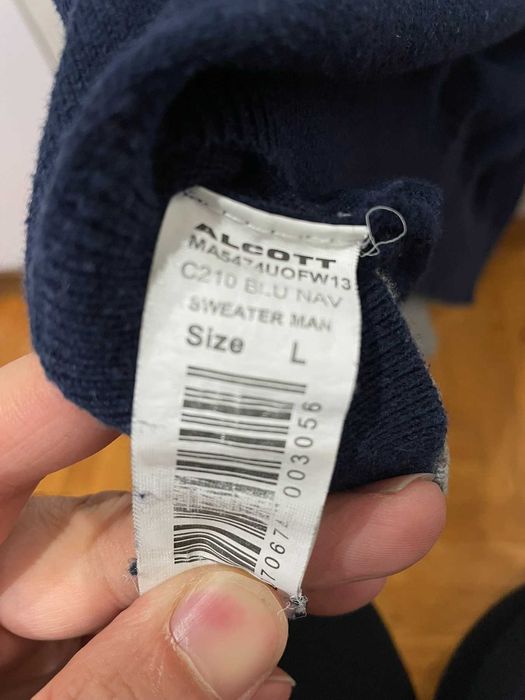 ALCOTT
MA5474UOFW13
C210 BLU NAV
SWEATER MAN
Size L
003056